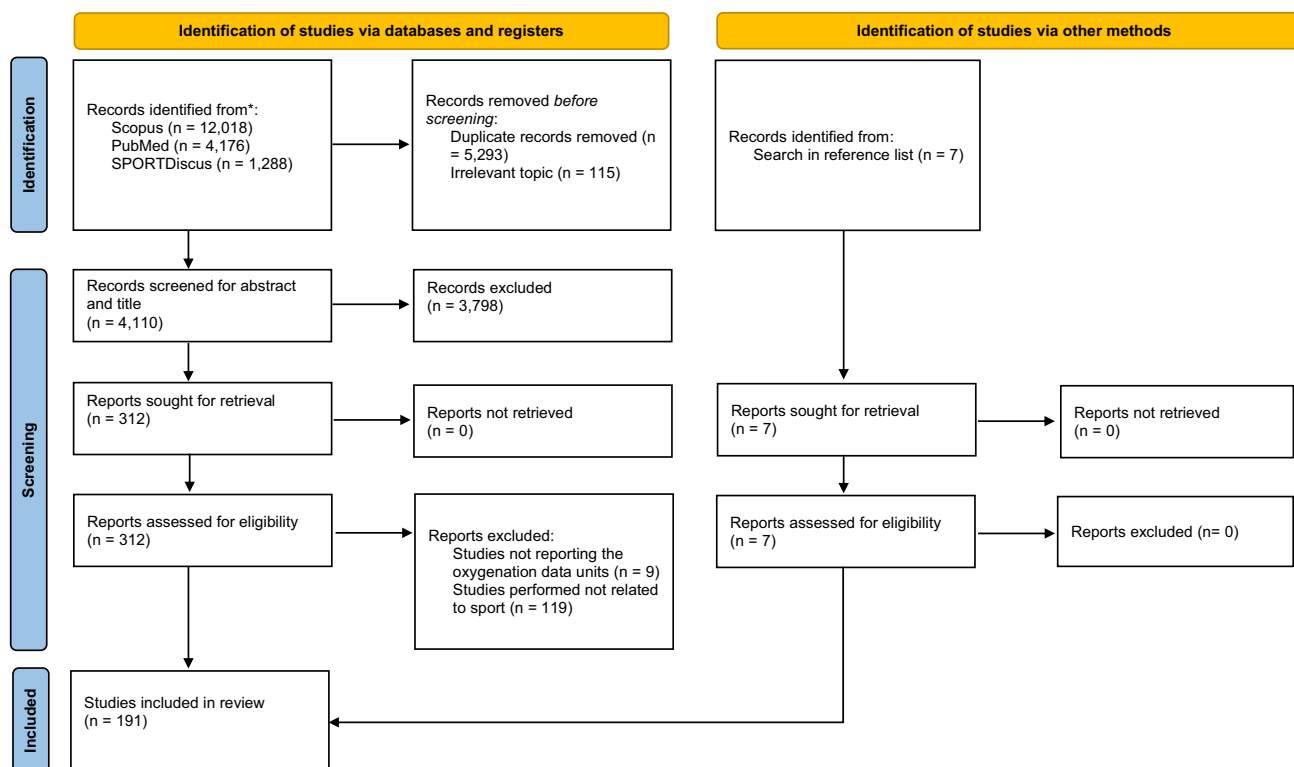 Identification of studies via databases and registers
Identification of studies via other methods
Identification
Records identified from*:
Scopus (n = 12,018)
PubMed (n = 4,176)
SPORTDiscus (n = 1,288)
Records removed before
screening:
Duplicate records removed (n
= 5,293)
Irrelevant topic (n = 115)
Records identified from:
Search in reference list (n = 7)
Screening
Records screened for abstract
and title
(n = 4,110)
Records excluded
(n = 3,798)
Reports sought for retrieval
(n = 312)
Reports not retrieved
(n = 0)
Reports sought for retrieval
(n = 7)
Reports not retrieved
(n = 0)
Reports assessed for eligibility
(n = 312)
Reports excluded:
Studies not reporting the
oxygenation data units (n = 9)
Studies performed not related
to sport (n = 119)
Reports assessed for eligibility
(n = 7)
Reports excluded (n= 0)
Included
Studies included in review
(n = 191)